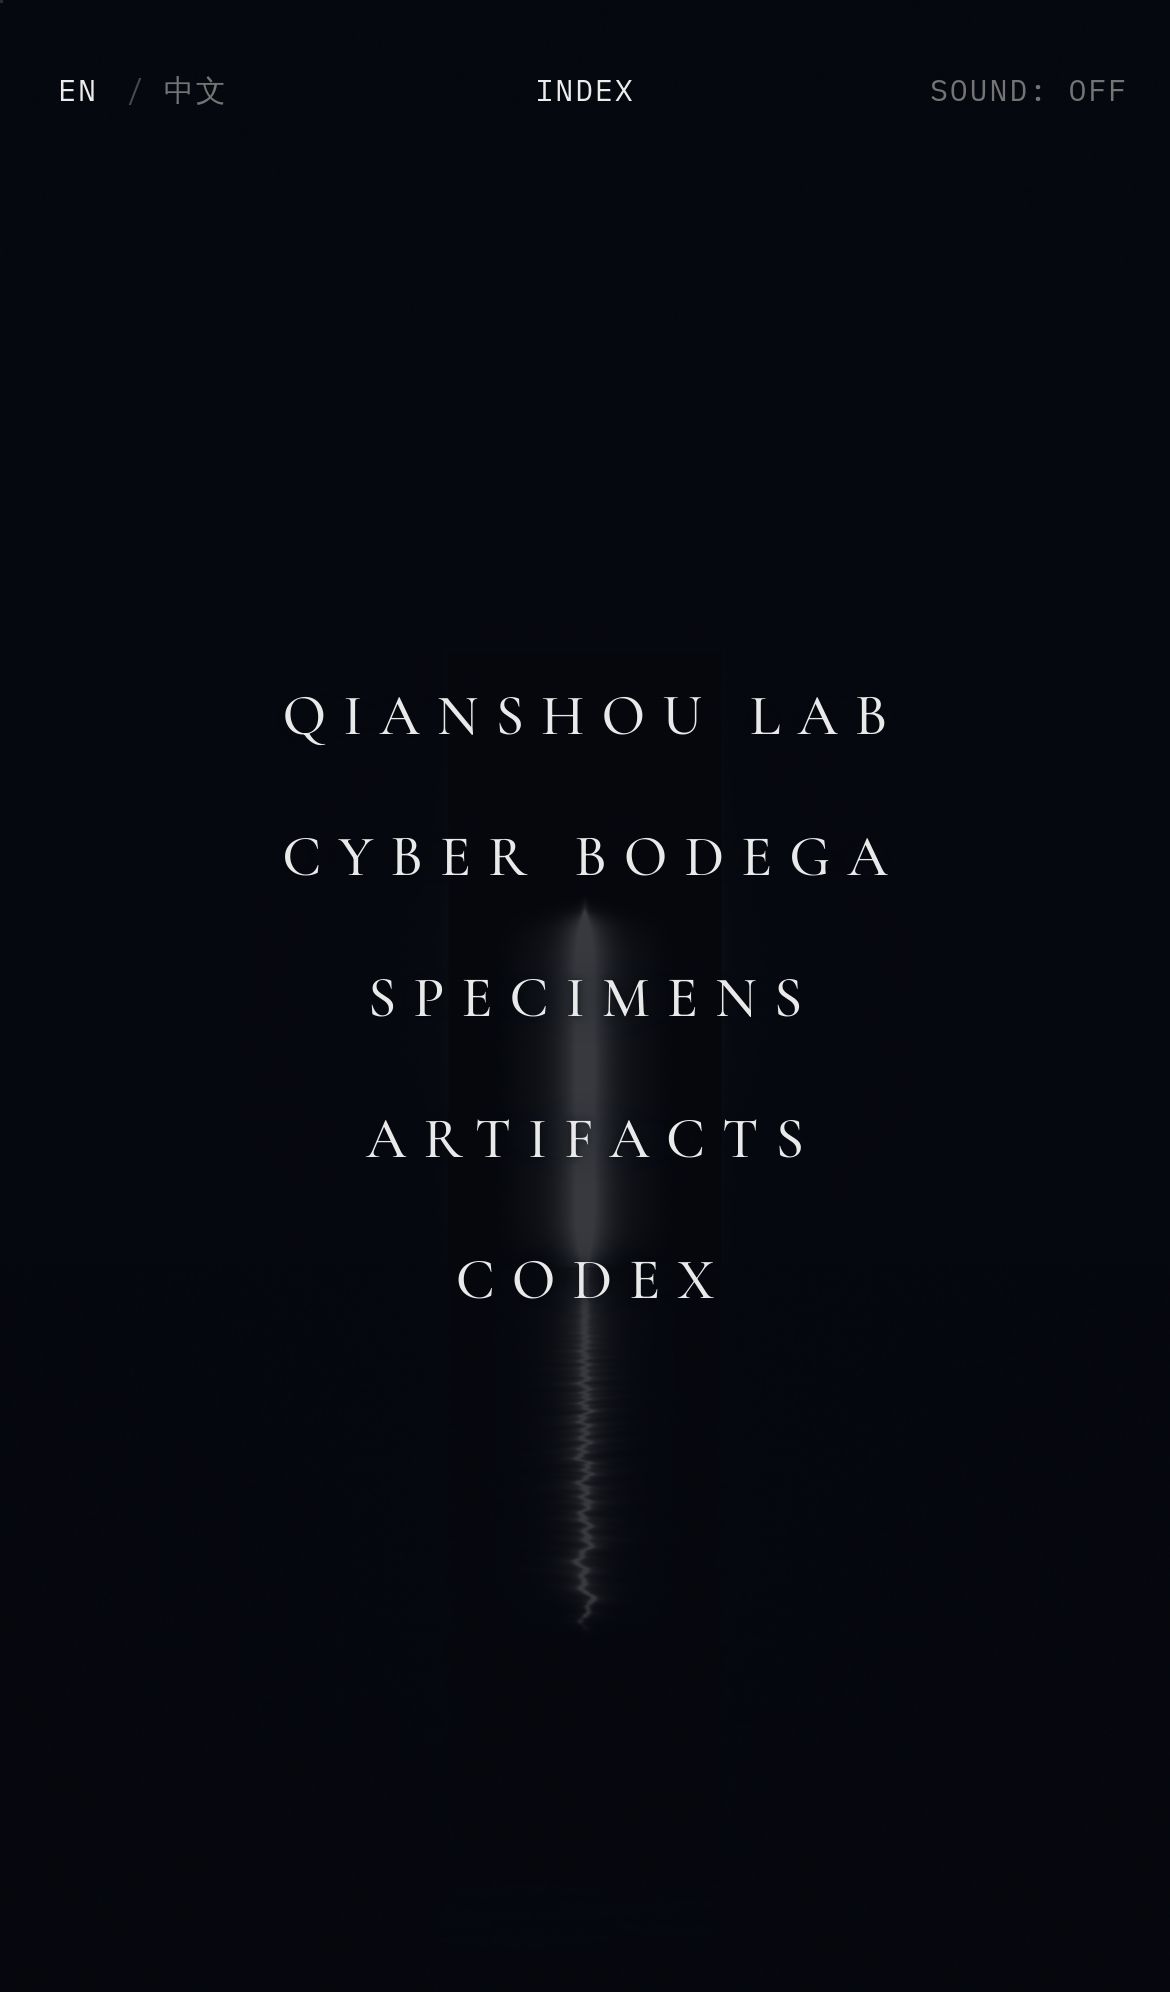 EN / 中文 INDEX SOUND: OFF
QIANSHOU LAB
CYBER BODEGA
SPECIMENS
ARTIFACTS
CODEX